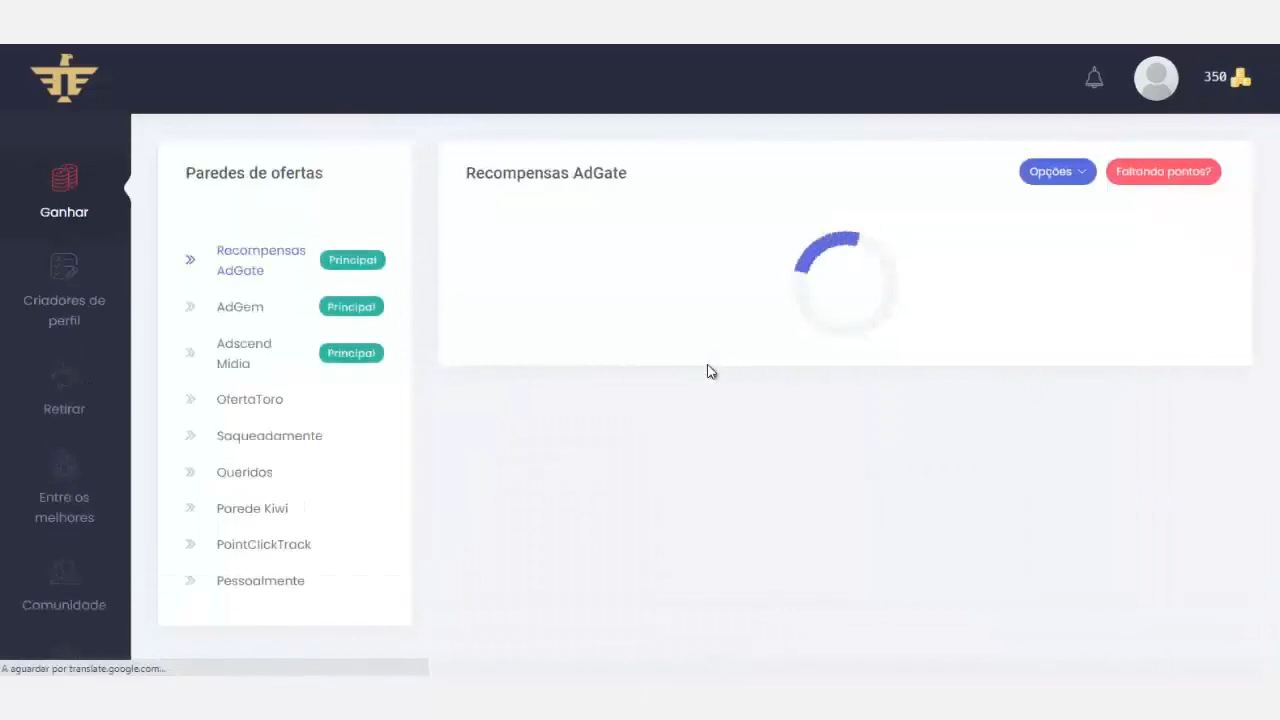 350
Ganhar
Criadores de
perfil
Retirar
Entre os
melhores
Comunidade
Paredes de ofertas
Recompensas
AdGate
Principal
AdGem
Principal
Adscend
Midia
Principal
OfertaToro
Saqueadamente
Queridos
Parede Kiwi
PointClickTrack
Pessoalmente
Recompensas AdGate
Opções
Faltando pontos?
A aguardar por translate.google.com...